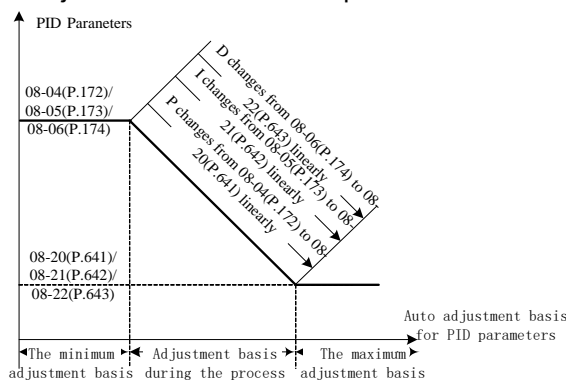 PID Paraneters
08-04(P.172)/
08-05(P.173)/
08-06(P.174)
D changes from 08-06(P.174) to 08-
22(P.643) linearly
I changes from 08-05(P.173) to 08-
21(P.642) linearly
P changes from 08-04(P.172) to 08-
20(P.641) linearly
08-20(P.641)/
08-21(P.642)/
08-22(P.643)
Auto adjustment basis
for PID parameters
The minimum
adjustment basis
Adjustment basis
during the process
The maximum
adjustment basis